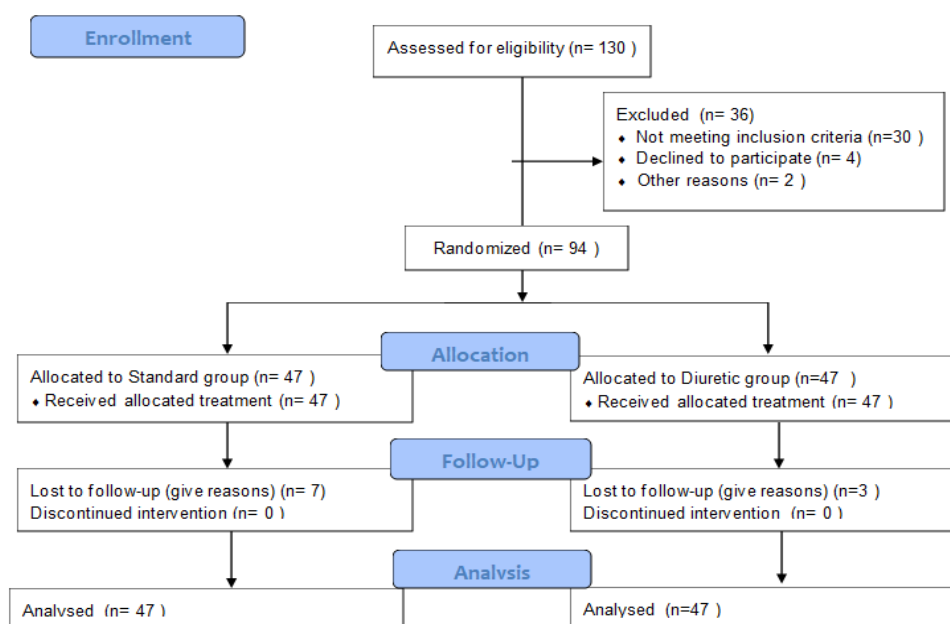 Enrollment
Assessed for eligibility (n= 130 )
Excluded (n= 36)
⬥ Not meeting inclusion criteria (n=30 )
⬥ Declined to participate (n= 4)
⬥ Other reasons (n= 2 )
Randomized (n= 94 )
Allocation
Allocated to Standard group (n= 47 )
⬥ Received allocated treatment (n= 47 )
Allocated to Diuretic group (n=47 )
⬥ Received allocated treatment (n= 47 )
Follow-Up
Lost to follow-up (give reasons) (n= 7)
Discontinued intervention (n= 0 )
Lost to follow-up (give reasons) (n=3 )
Discontinued intervention (n= 0 )
Analysis
Analysed (n= 47 )
Analysed (n=47 )